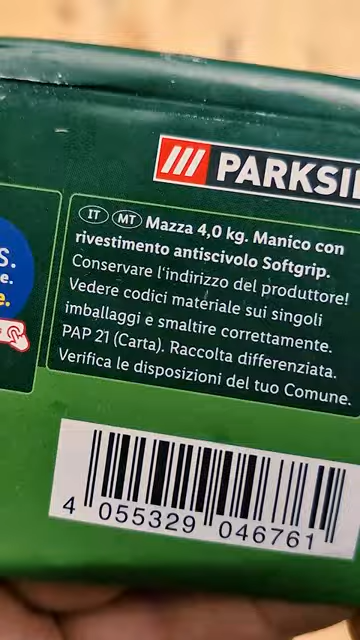 PARKSI
IT MT Mazza 4,0 kg. Manico con
rivestimento antiscivolo Softgrip.
Conservare l'indirizzo del produttore!
Vedere codici materiale sui singoli
imballaggi e smaltire correttamente.
PAP 21 (Carta). Raccolta differenziata.
Verifica le disposizioni del tuo Comune.
4 055329 046761